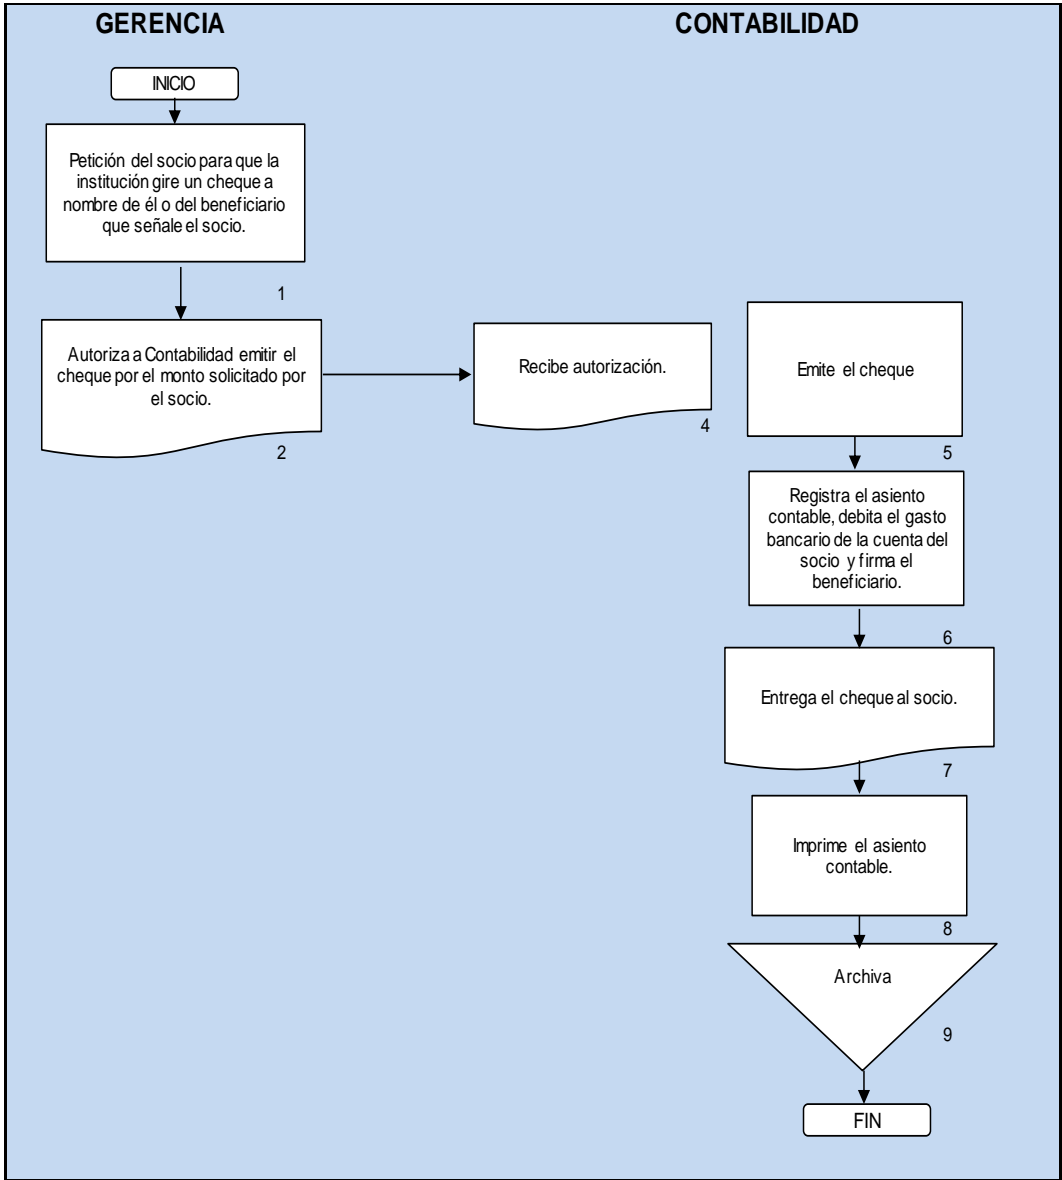 GERENCIA
CONTABILIDAD
INICIO
Petición del socio para que la
institución gire un cheque a
nombre de él o del beneficiario
que señale el socio.
1
Autoriza a Contabilidad emitir el
cheque por el monto solicitado por
el socio.
2
Recibe autorización.
4
Emite el cheque
5
Registra el asiento
contable, debita el gasto
bancario de la cuenta del
socio y firma el
beneficiario.
6
Entrega el cheque al socio.
7
Imprime el asiento
contable.
8
Archiva
9
FIN